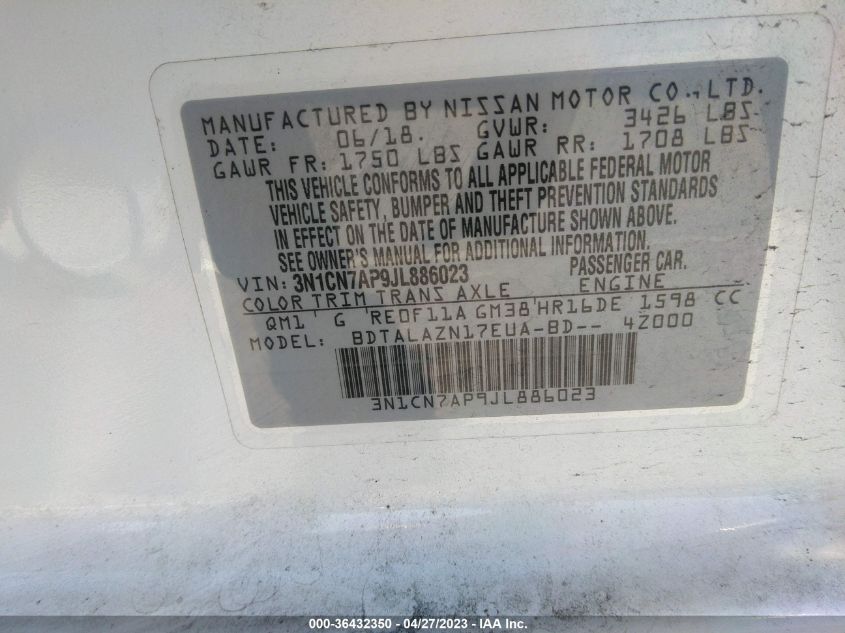 MANUFACTURED BY NISSAN MOTOR CO., LTD.
DATE: 06/18. GVWR: 3426 LBS
GAWR FR: 1750 LBS GAWR RR: 1708 LBS
THIS VEHICLE CONFORMS TO ALL APPLICABLE FEDERAL MOTOR
VEHICLE SAFETY, BUMPER AND THEFT PREVENTION STANDARDS
IN EFFECT ON THE DATE OF MANUFACTURE SHOWN ABOVE.
SEE OWNER'S MANUAL FOR ADDITIONAL INFORMATION.
VIN: 3N1CN7AP9JL886023 PASSENGER CAR.
COLOR TRIM TRANS AXLE ENGINE
QM1 ' G 'RE0F11A GM38'HR16DE 1598 CC
MODEL: BDTALAZN17EUA-BD-- 4Z000
3N1CN7AP9JL886023
000-36432350 04/27/2023 - IAA Inc.